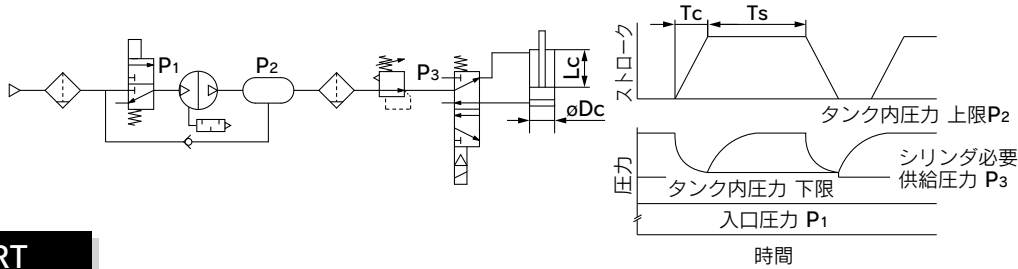 P1
P2
P3
Lc
øDc
Tc
Ts
ストローク
タンク内圧力 上限P2
圧力
シリンダ必要
供給圧力 P3
タンク内圧力 下限
入口圧力 P1
時間
RT